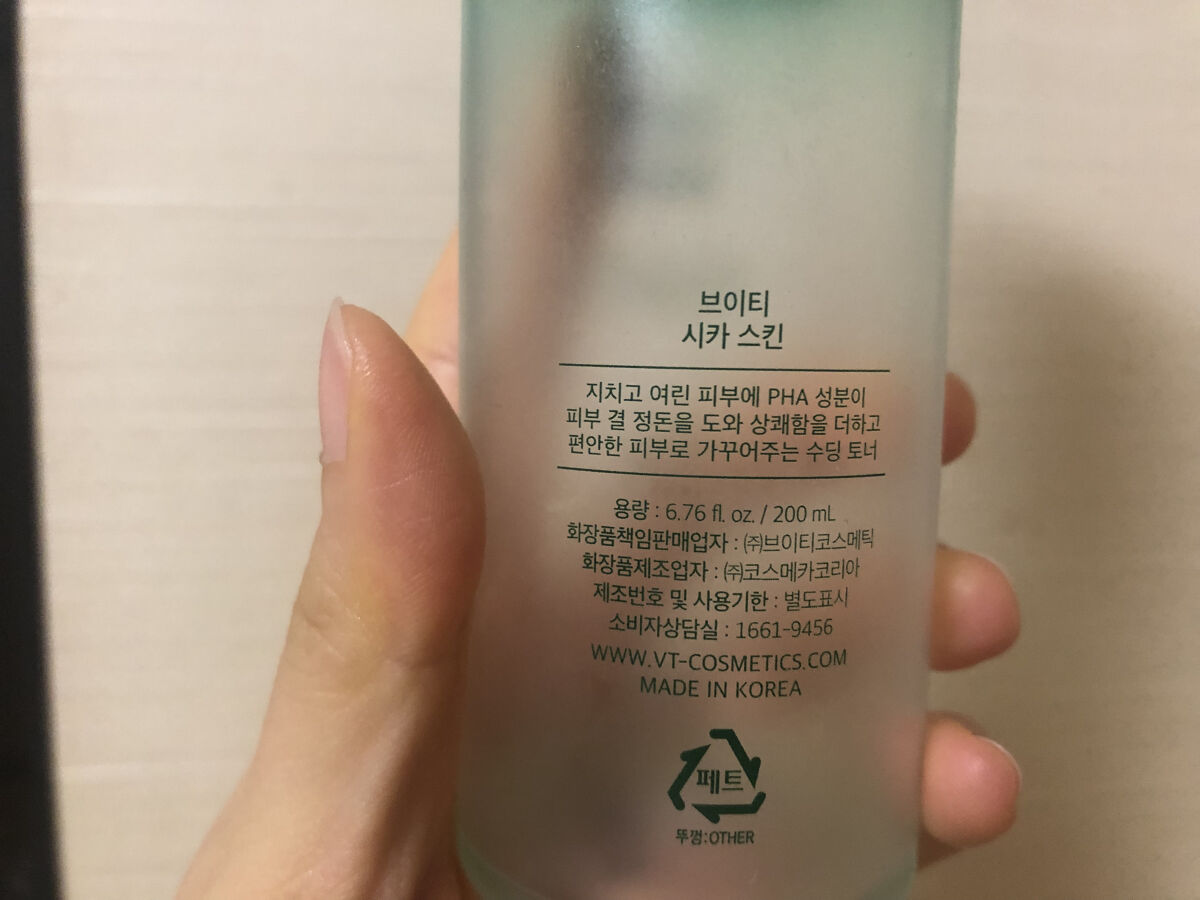 브이티
시카 스킨
지치고 여린 피부에 PHA 성분이
피부 결 정돈을 도와 상쾌함을 더하고
편안한 피부로 가꾸어주는 수딩 토너
용량 : 6.76 fl. oz. / 200 mL
화장품책임판매업자 : ㈜브이티코스메틱
화장품제조업자 : ㈜코스메카코리아
제조번호 및 사용기한 : 별도표시
소비자상담실 : 1661-9456
WWW.VT-COSMETICS.COM
MADE IN KOREA
페트
뚜껑:OTHER